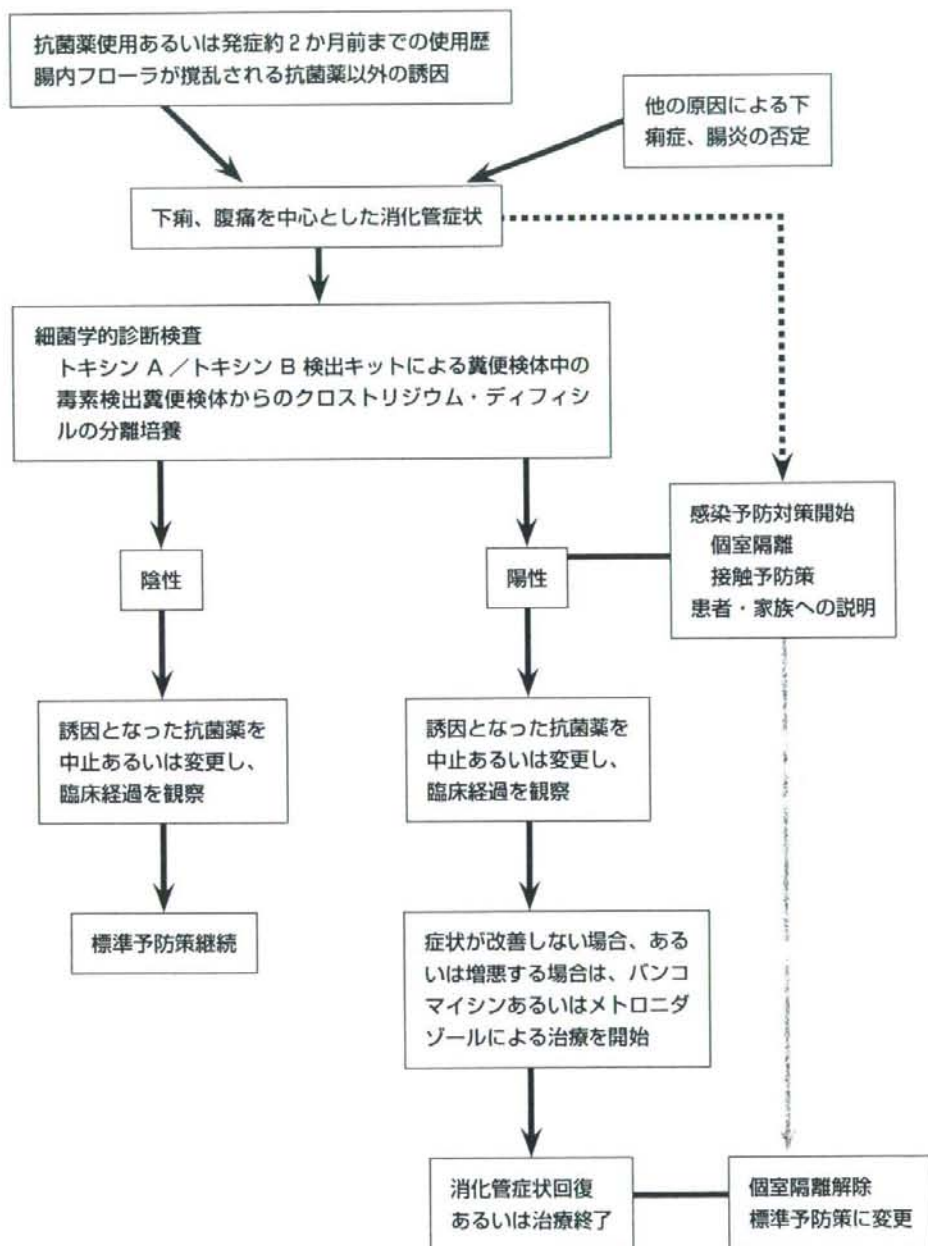 抗菌薬使用あるいは発症約２か月前までの使用歴
腸内フローラが撹乱される抗菌薬以外の誘因
他の原因による下
痢症、腸炎の否定
下痢、腹痛を中心とした消化管症状
細菌学的診断検査
トキシン A ／トキシン B 検出キットによる糞便検体中の
毒素検出糞便検体からのクロストリジウム・ディフィシ
ルの分離培養
感染予防対策開始
個室隔離
接触予防策
患者・家族への説明
陰性
陽性
誘因となった抗菌薬を
中止あるいは変更し、
臨床経過を観察
誘因となった抗菌薬を
中止あるいは変更し、
臨床経過を観察
標準予防策継続
症状が改善しない場合、ある
いは増悪する場合は、バンコ
マイシンあるいはメトロニダ
ゾールによる治療を開始
消化管症状回復
あるいは治療終了
個室隔離解除
標準予防策に変更